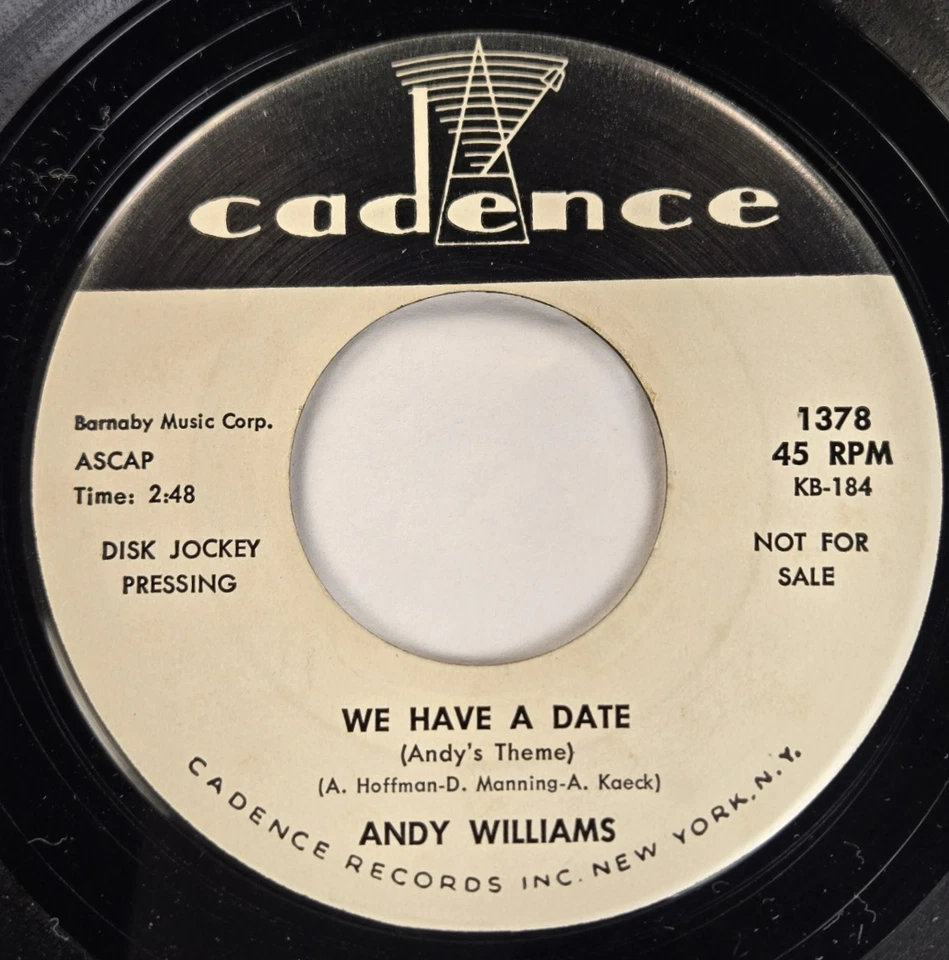 cadence
Barnaby Music Corp.
ASCAP
Time: 2:48
DISK JOCKEY
PRESSING
1378
45 RPM
KB-184
NOT FOR
SALE
WE HAVE A DATE
(Andy's Theme)
(A. Hoffman-D. Manning-A. Kaeck)
ANDY WILLIAMS
CADENCE RECORDS INC. NEW YORK, N.Y.